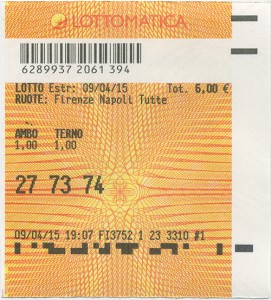 LOTTOMATICA
6289937 2061 394
LOTTO Estr: 09/04/15 Tot. 6,00 €
RUOTE: Firenze Napoli Tutte
AMBO TERNO
1,00 1,00
27 73 74
09/04/15 19:07 FI3752 1 23 3310 #1